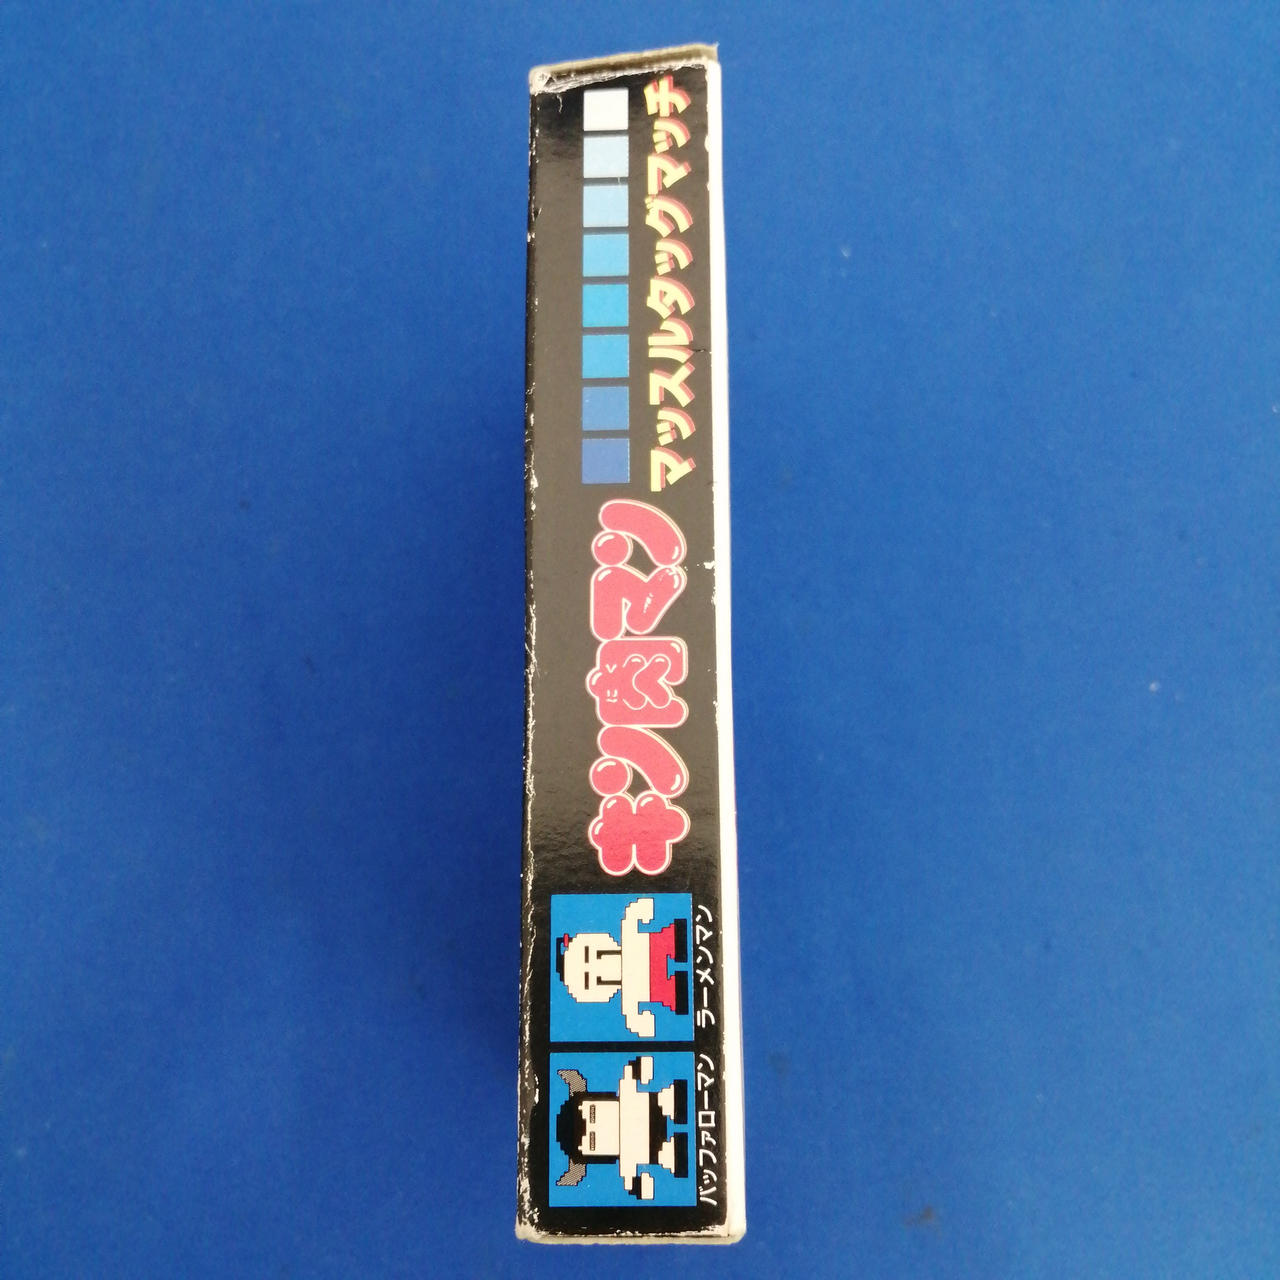 バッファローマン
ラーメンマン
キン肉マン
マッスルタッグマッチ